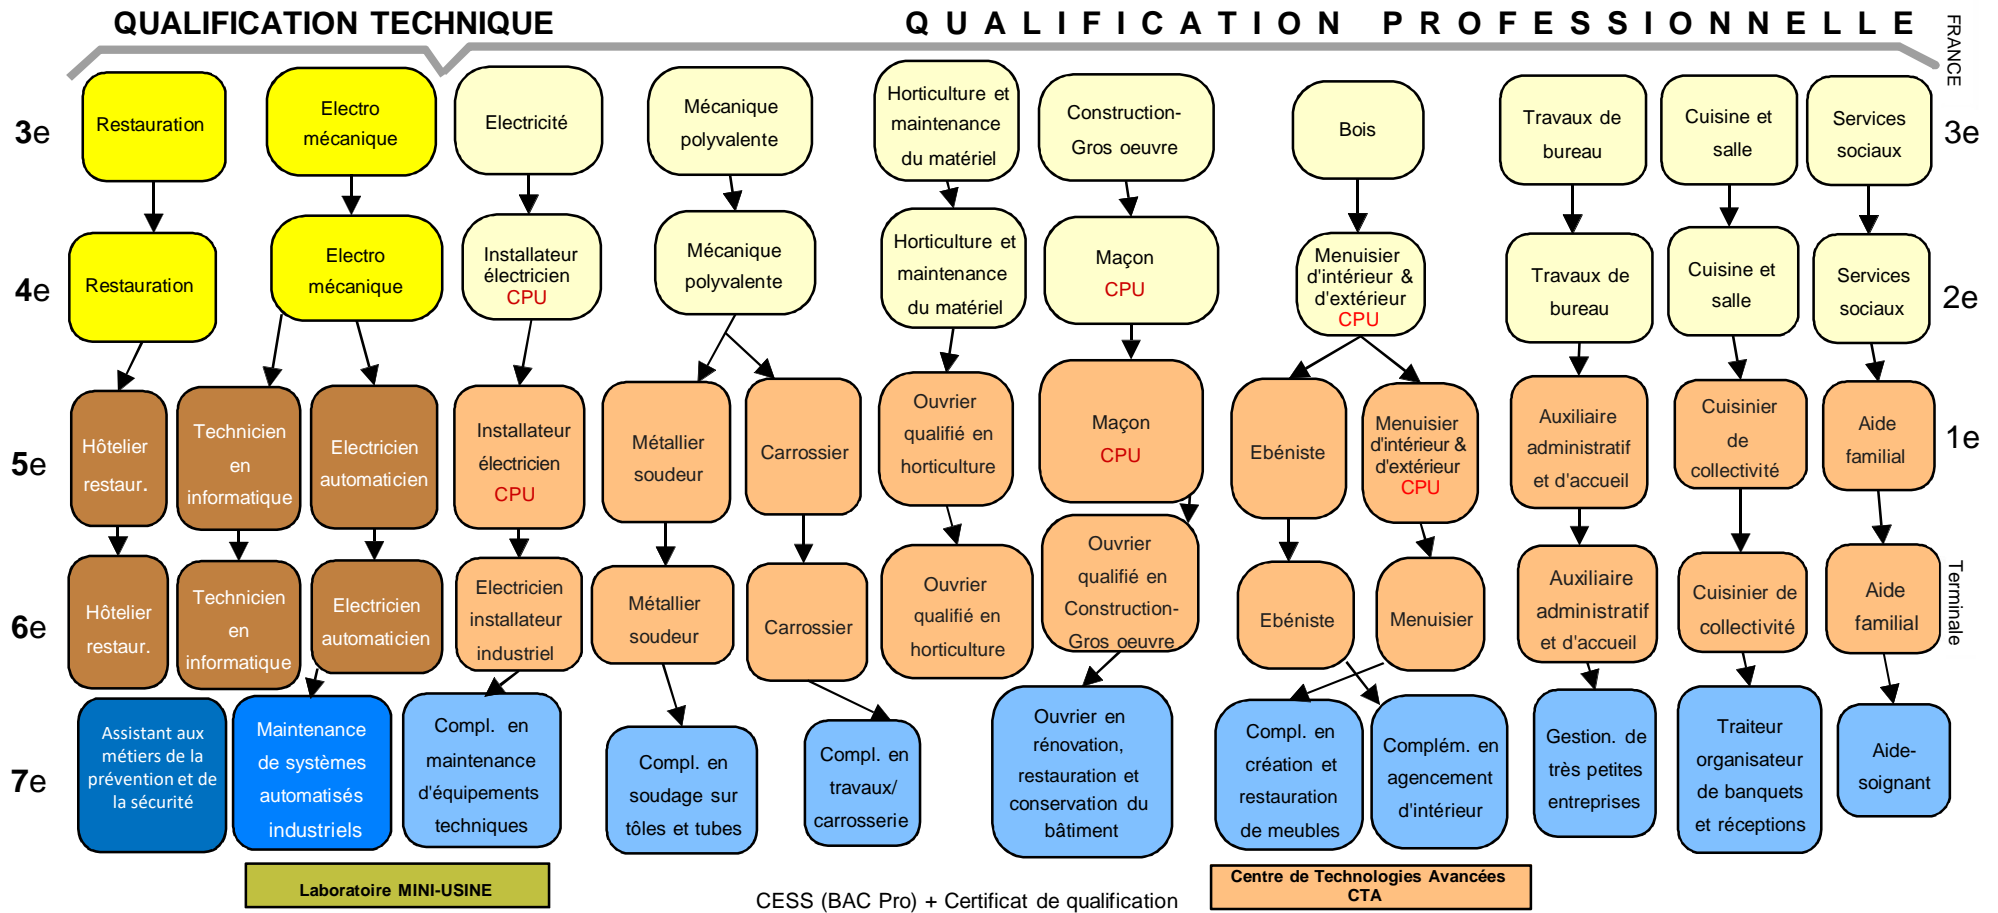 QUALIFICATION TECHNIQUE
QUALIFICATION PROFESSIONNELLE
FRANCE
3e
Restauration
Electro
mécanique
Electricité
Mécanique
polyvalente
Horticulture et
maintenance
du matériel
Construction-
Gros oeuvre
Bois
Travaux de
bureau
Cuisine et
salle
Services
sociaux
3e
4e
Restauration
Electro
mécanique
Installateur
électricien
CPU
Mécanique
polyvalente
Horticulture et
maintenance
du matériel
Maçon
CPU
Menuisier
d'intérieur &
d'extérieur
CPU
Travaux de
bureau
Cuisine et
salle
Services
sociaux
2e
5e
Hôtelier
restaur.
Technicien
en
informatique
Electricien
automaticien
Installateur
électricien
CPU
Métallier
soudeur
Carrossier
Ouvrier
qualifié en
horticulture
Maçon
CPU
Ebéniste
Menuisier
d'intérieur &
d'extérieur
CPU
Auxiliaire
administratif
et d'accueil
Cuisinier
de
collectivité
Aide
familial
1e
6e
Hôtelier
restaur.
Technicien
en
informatique
Electricien
automaticien
Electricien
installateur
industriel
Métallier
soudeur
Carrossier
Ouvrier
qualifié en
horticulture
Ouvrier
qualifié en
Construction-
Gros oeuvre
Ebéniste
Menuisier
Auxiliaire
administratif
et d'accueil
Cuisinier de
collectivité
Aide
familial
Terminale
7e
Assistant aux
métiers de la
prévention et de
la sécurité
Maintenance
de systèmes
automatisés
industriels
Compl. en
maintenance
d'équipements
techniques
Compl. en
soudage sur
tôles et tubes
Compl. en
travaux/
carrosserie
Ouvrier en
rénovation,
restauration et
conservation du
bâtiment
Compl. en
création et
restauration
de meubles
Complém. en
agencement
d'intérieur
Gestion. de
très petites
entreprises
Traiteur
organisateur
de banquets
et réceptions
Aide-
soignant
Laboratoire MINI-USINE
CESS (BAC Pro) + Certificat de qualification
Centre de Technologies Avancées
CTA